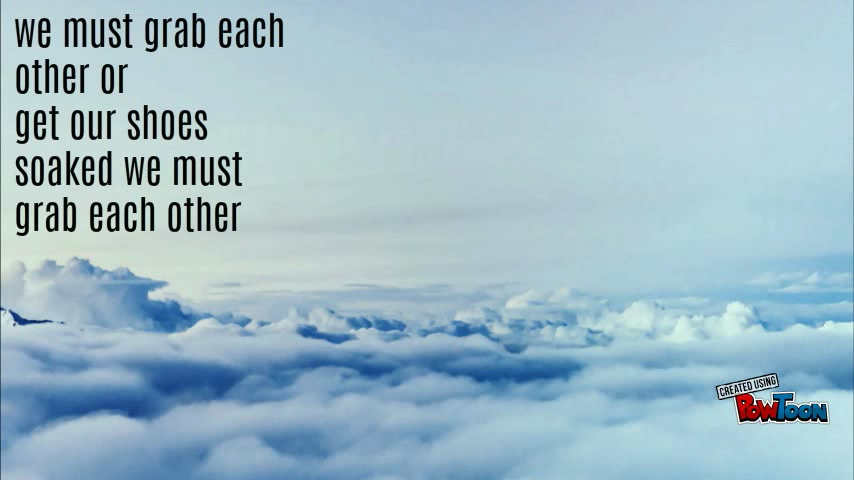 we must grab each
other or
get our shoes
soaked we must
grab each other
CREATED USING
POWTOON